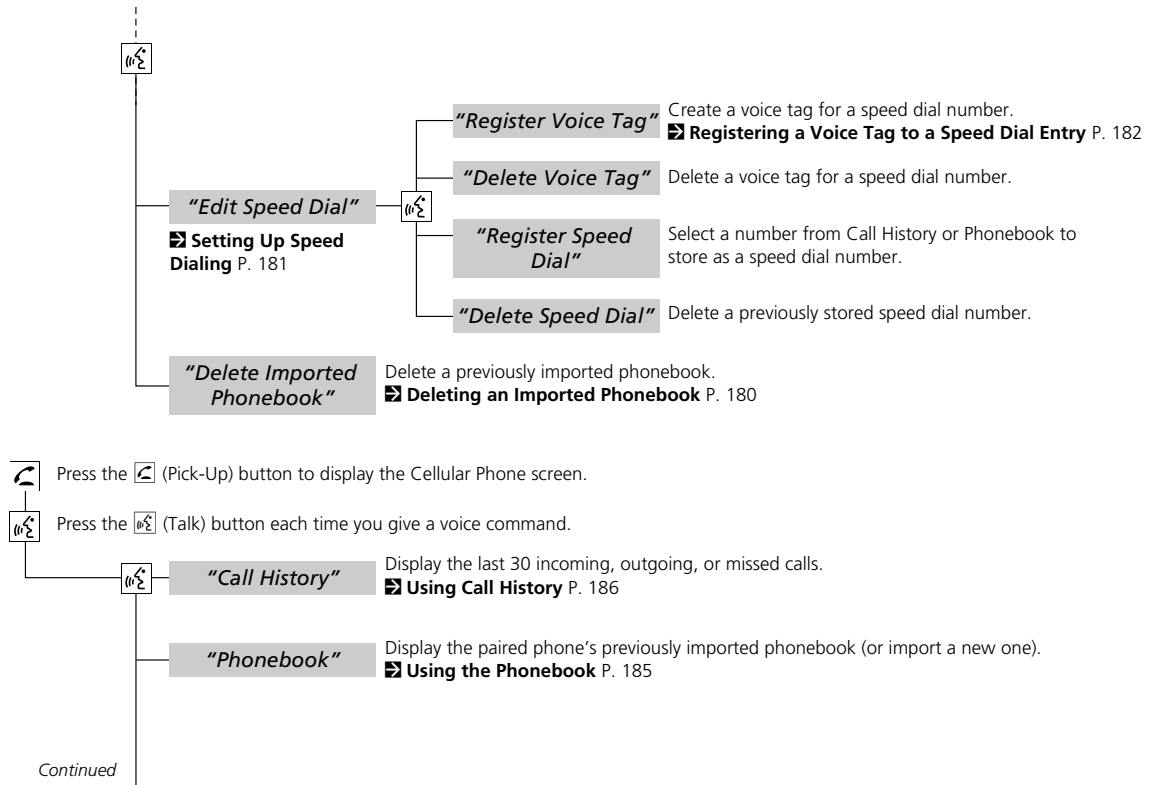 "Register Voice Tag"
Create a voice tag for a speed dial number.
Registering a Voice Tag to a Speed Dial Entry P. 182
"Delete Voice Tag"
Delete a voice tag for a speed dial number.
"Edit Speed Dial"
Setting Up Speed
Dialing P. 181
"Register Speed
Dial"
Select a number from Call History or Phonebook to
store as a speed dial number.
"Delete Speed Dial"
Delete a previously stored speed dial number.
"Delete Imported
Phonebook"
Delete a previously imported phonebook.
Deleting an Imported Phonebook P. 180
Press the (Pick-Up) button to display the Cellular Phone screen.
Press the (Talk) button each time you give a voice command.
"Call History"
Display the last 30 incoming, outgoing, or missed calls.
Using Call History P. 186
"Phonebook"
Display the paired phone's previously imported phonebook (or import a new one).
Using the Phonebook P. 185
Continued